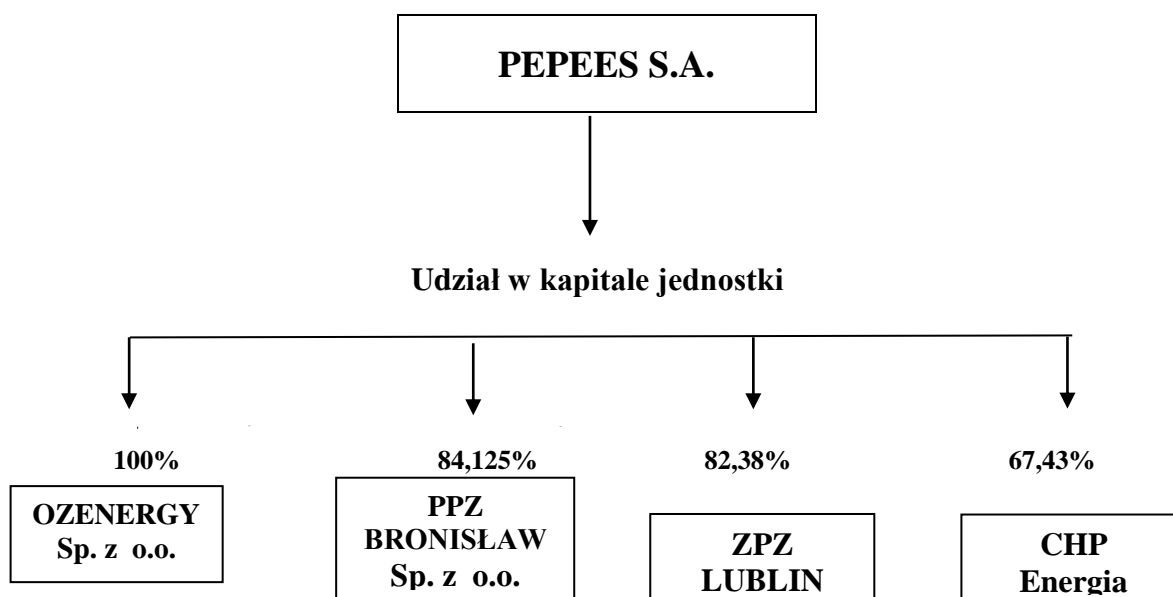 PEPEES S.A.
Udział w kapitale jednostki
100%
84,125%
82,38%
67,43%
OZENERGY
Sp. z o.o.
PPZ
BRONISŁAW
Sp. z o.o.
ZPZ
LUBLIN
CHP
Energia